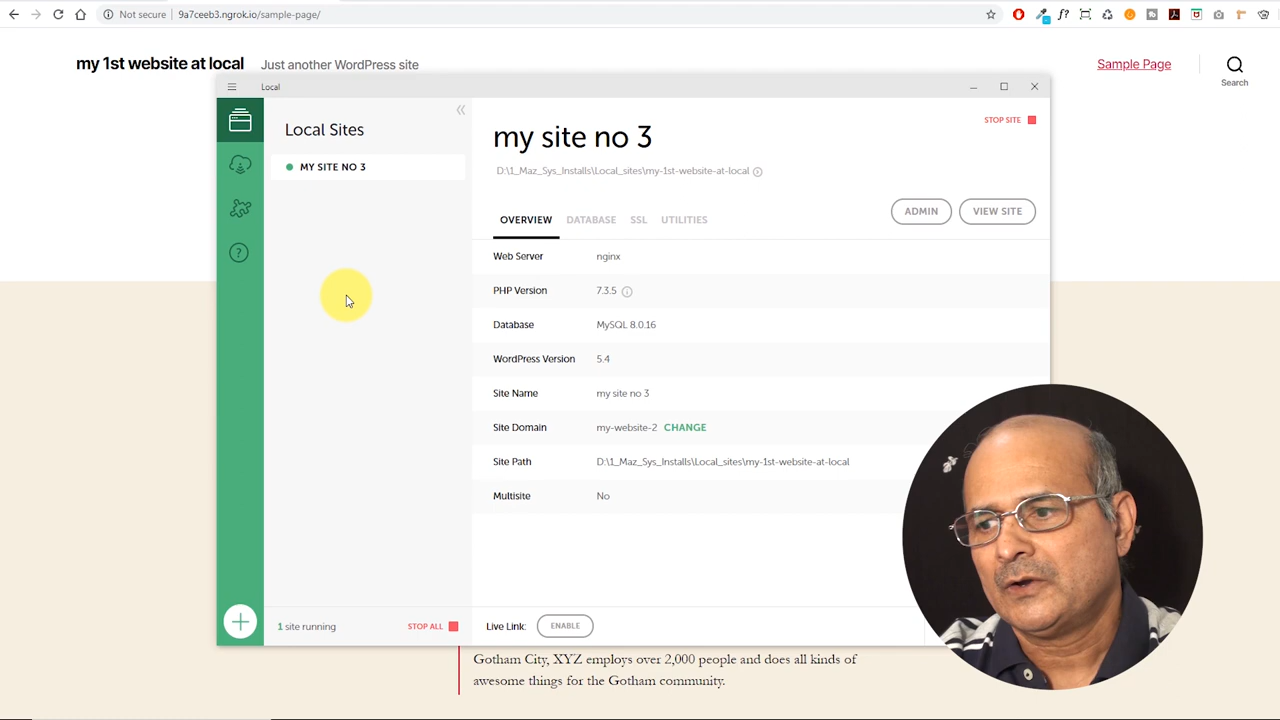 Not secure
9a7ceeb3.ngrok.io/sample-page/
my 1st website at local
Just another WordPress site
Sample Page
Search
Local
Local Sites
MY SITE NO 3
my site no 3
STOP SITE
D:\1_Maz_Sys_Installs\Local_sites\my-1st-website-at-local
OVERVIEW
DATABASE
SSL
UTILITIES
ADMIN
VIEW SITE
Web Server nginx
PHP Version 7.3.5
Database MySQL 8.0.16
WordPress Version 5.4
Site Name my site no 3
Site Domain my-website-2 CHANGE
Site Path D:\1_Maz_Sys_Installs\Local_sites\my-1st-website-at-local
Multisite No
1 site running
STOP ALL
Live Link: ENABLE
Gotham City, XYZ employs over 2,000 people and does all kinds of
awesome things for the Gotham community.